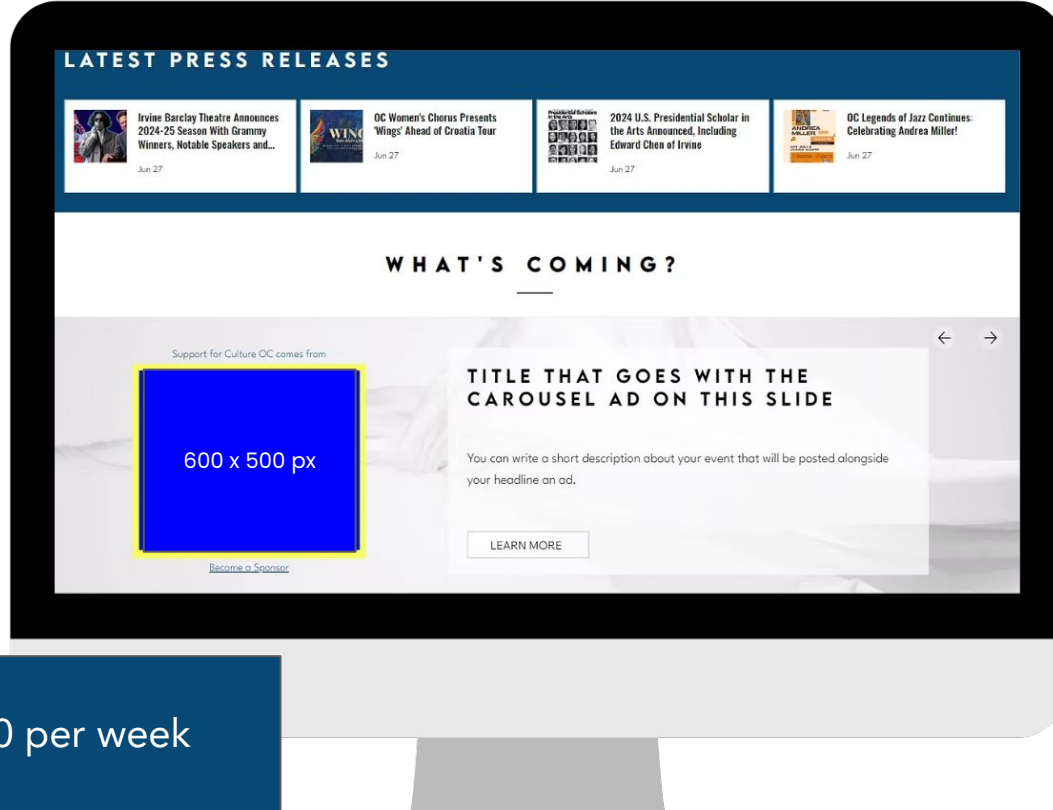 LATEST PRESS RELEASES
Irvine Barclay Theatre Announces
2024-25 Season With Grammy
Winners, Notable Speakers and...
Jun 27
OC Women's Chorus Presents
'Wings' Ahead of Croatia Tour
Jun 27
2024 U.S. Presidential Scholar in
the Arts Announced, Including
Edward Chen of Irvine
Jun 27
ANDREA
MILLER
OC Legends of Jazz Continues:
Celebrating Andrea Miller!
Jun 27
WHAT'S COMING?
Support for Culture OC comes from
600 x 500 px
Become a Sponsor
TITLE THAT GOES WITH THE
CAROUSEL AD ON THIS SLIDE
You can write a short description about your event that will be posted alongside
your headline an ad.
LEARN MORE
0 per week